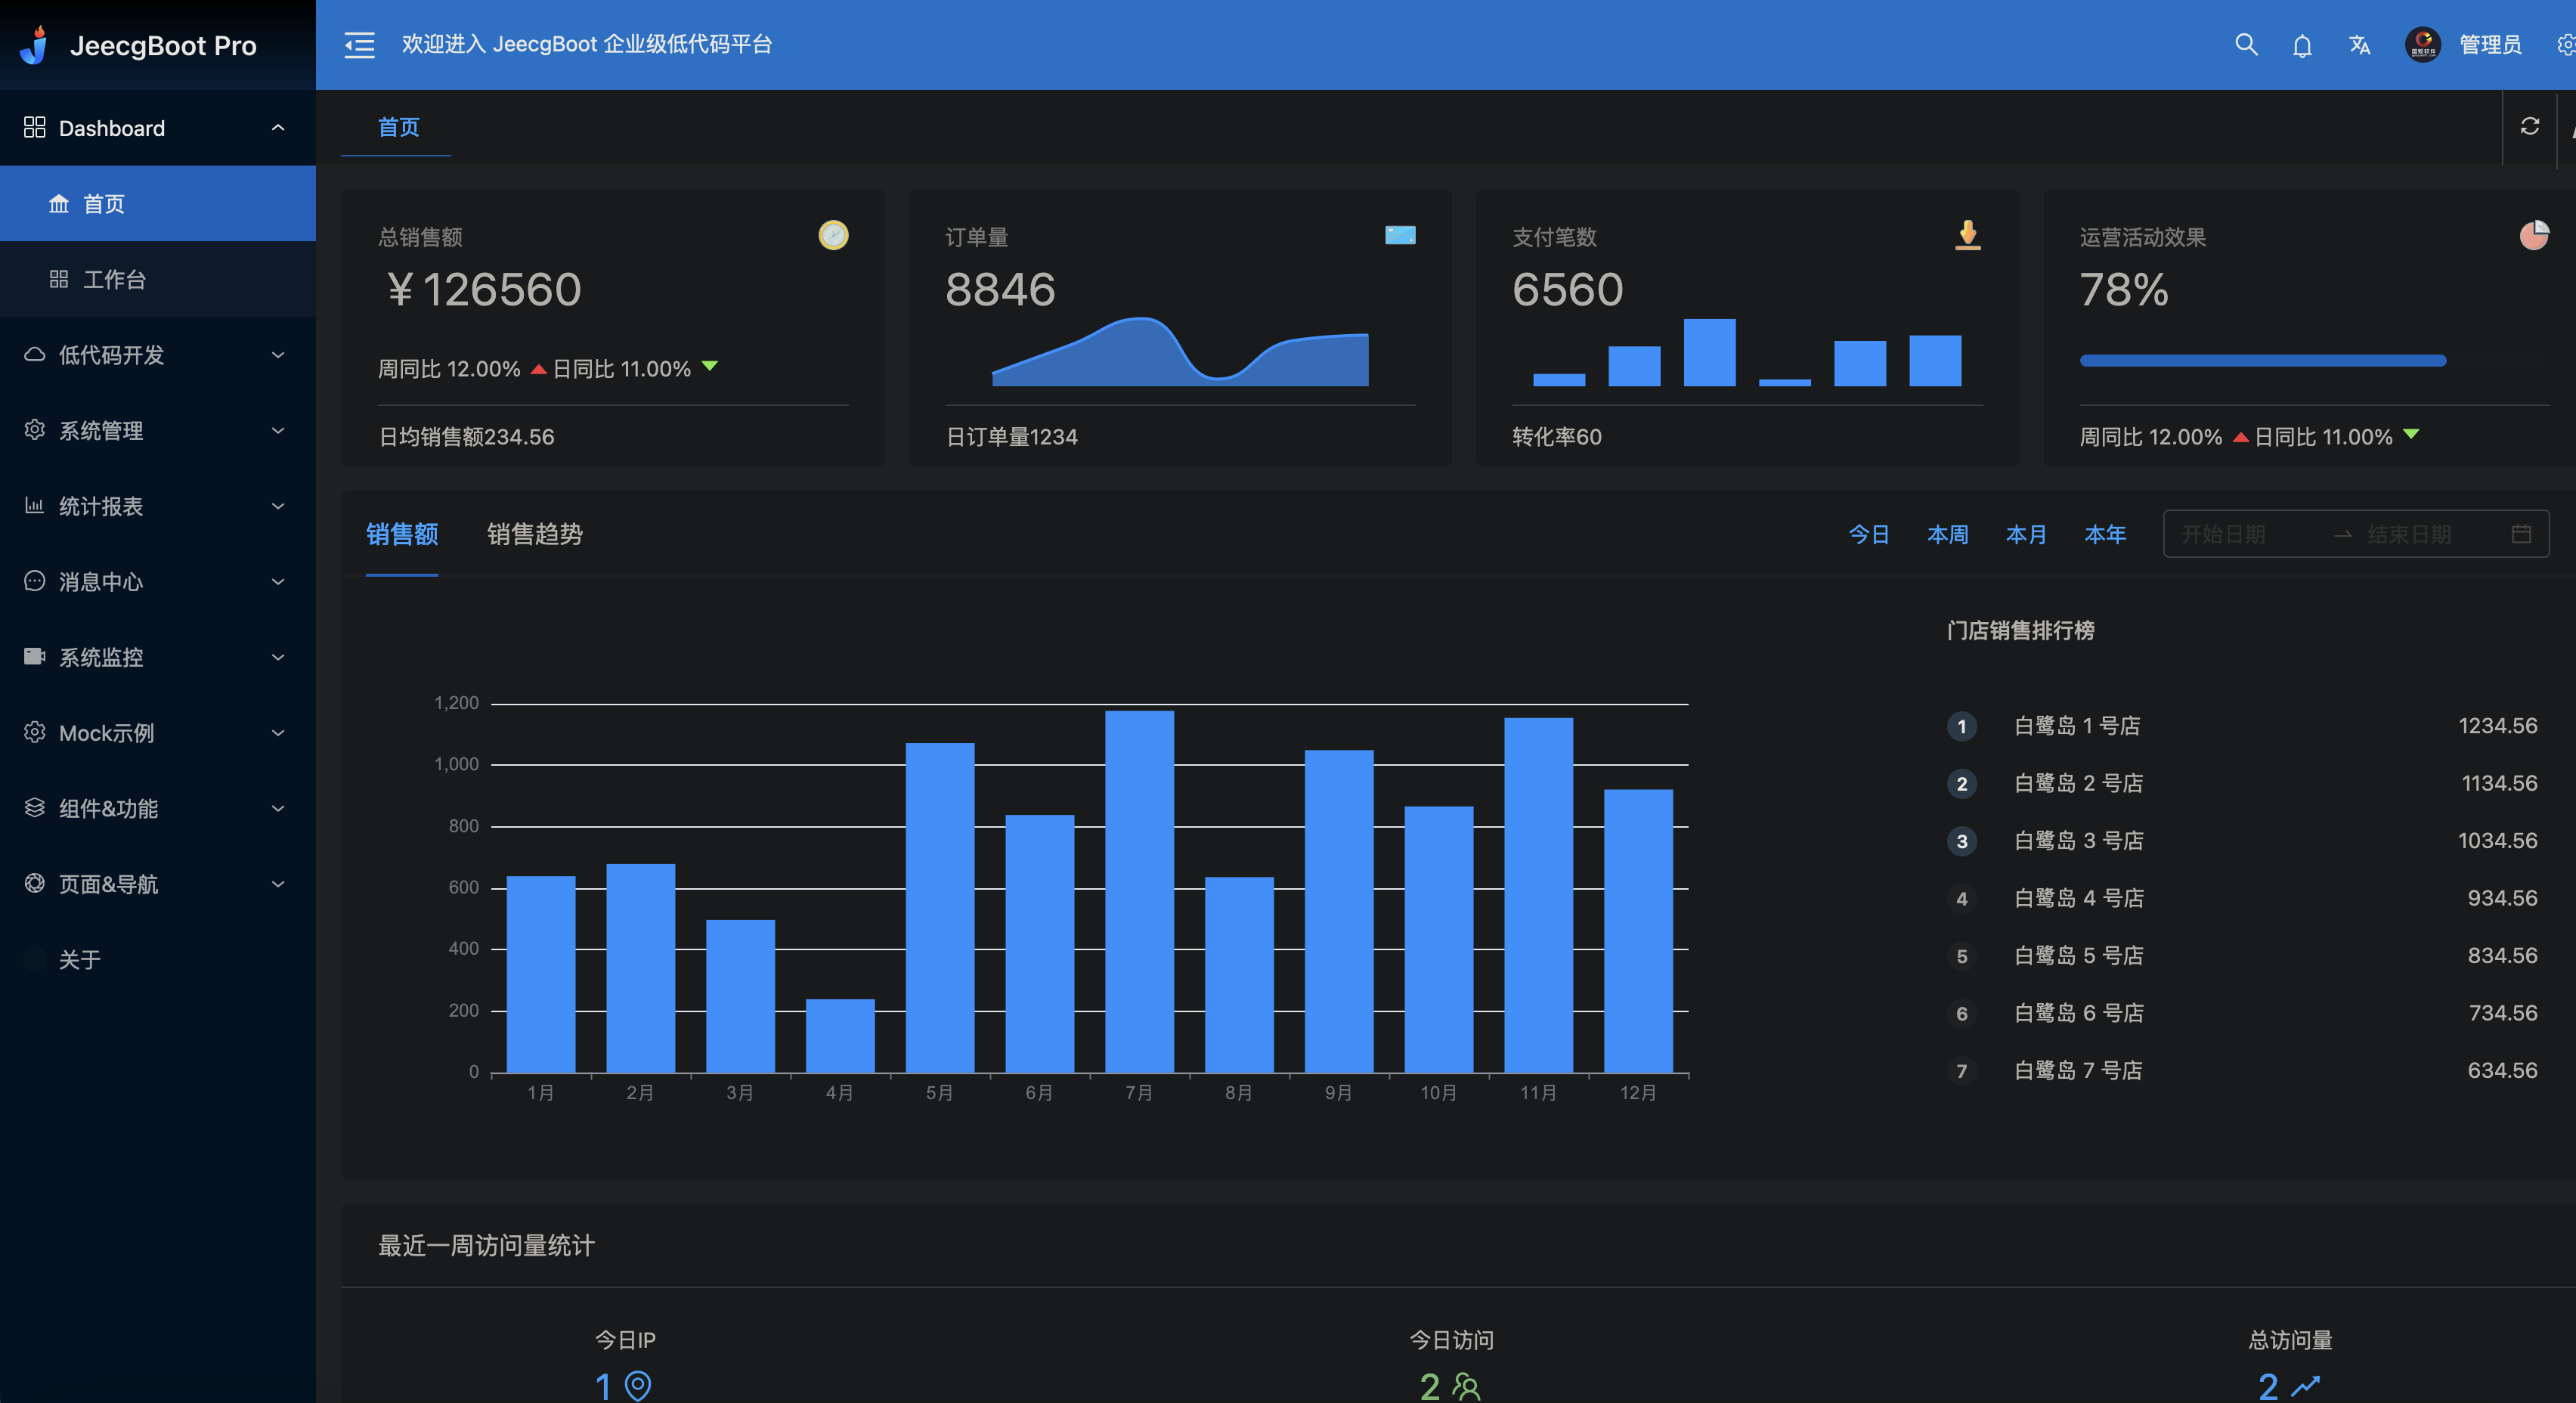 JeecgBoot Pro
欢迎进入 JeecgBoot 企业级低代码平台
管理员
Dashboard
首页
工作台
低代码开发
系统管理
统计报表
消息中心
系统监控
Mock示例
组件&功能
页面&导航
关于
首页
总销售额
¥126560
周同比 12.00% 日同比 11.00%
日均销售额234.56
订单量
8846
日订单量1234
支付笔数
6560
转化率60
运营活动效果
78%
周同比 12.00% 日同比 11.00%
销售额 销售趋势
今日 本周 本月 本年 开始日期 结束日期
1,200
1,000
800
600
400
200
0
1月 2月 3月 4月 5月 6月 7月 8月 9月 10月 11月 12月
门店销售排行榜
1 白鹭岛 1 号店 1234.56
2 白鹭岛 2 号店 1134.56
3 白鹭岛 3 号店 1034.56
4 白鹭岛 4 号店 934.56
5 白鹭岛 5 号店 834.56
6 白鹭岛 6 号店 734.56
7 白鹭岛 7 号店 634.56
最近一周访问量统计
今日IP 今日访问 总访问量
1 2 2